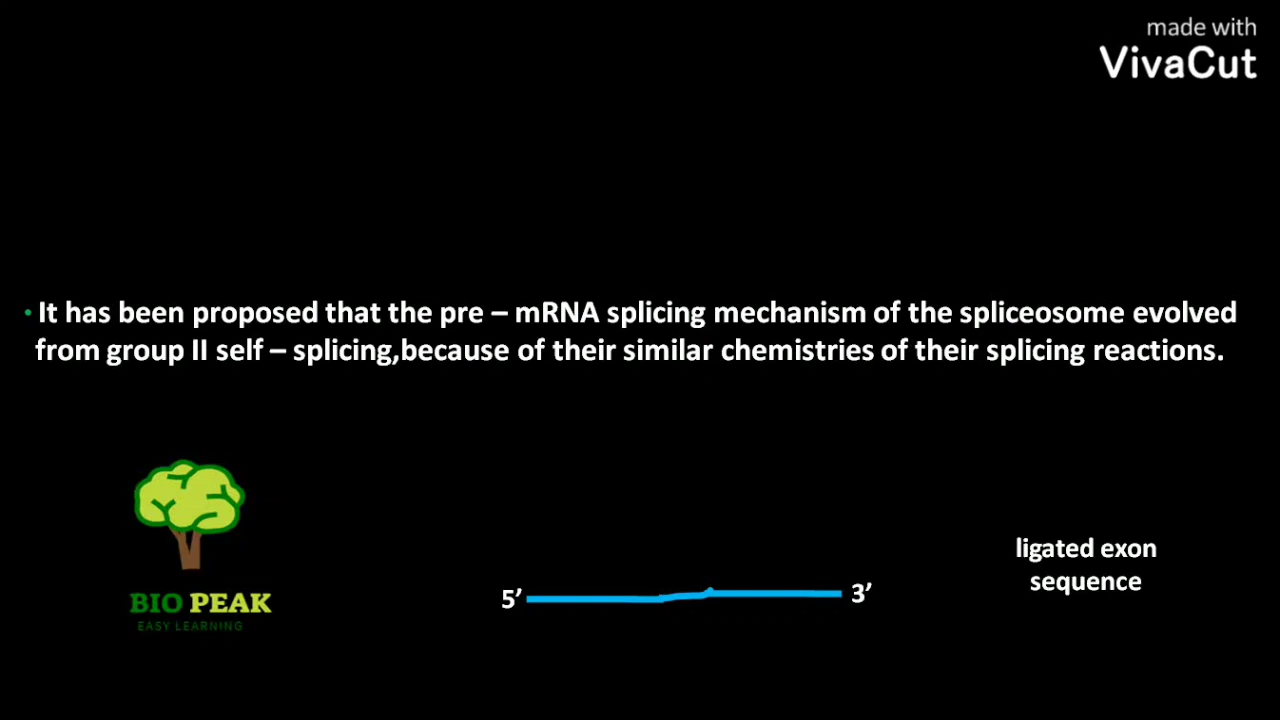 made with
VivaCut
• It has been proposed that the pre – mRNA splicing mechanism of the spliceosome evolved
from group II self – splicing,because of their similar chemistries of their splicing reactions.
ligated exon
sequence
5’
3’
BIO PEAK
EASY LEARNING